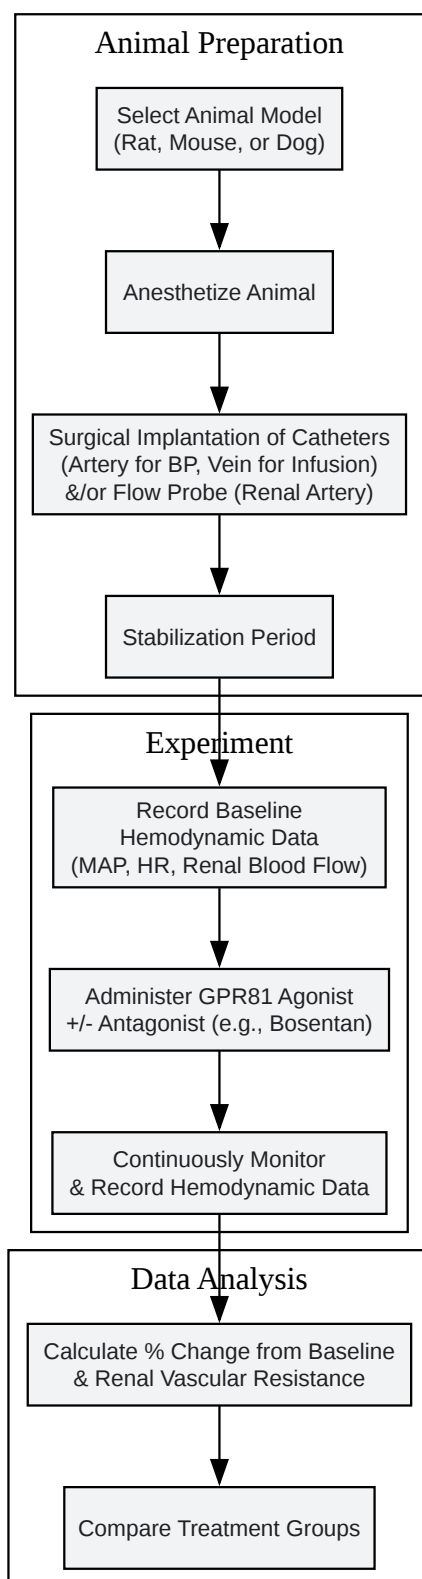 Animal Preparation
Select Animal Model
(Rat, Mouse, or Dog)
Anesthetize Animal
Surgical Implantation of Catheters
(Artery for BP, Vein for Infusion)
&/or Flow Probe (Renal Artery)
Stabilization Period
Experiment
Record Baseline
Hemodynamic Data
(MAP, HR, Renal Blood Flow)
Administer GPR81 Agonist
+/- Antagonist (e.g., Bosentan)
Continuously Monitor
& Record Hemodynamic Data
Data Analysis
Calculate % Change from Baseline
& Renal Vascular Resistance
Compare Treatment Groups